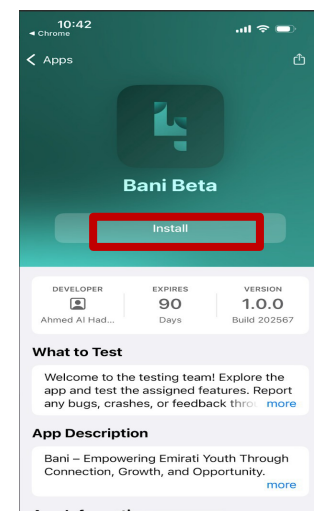 10:42
◄ Chrome
Apps
Bani Beta
Install
DEVELOPER
EXPIRES
VERSION
90
1.0.0
Ahmed Al Had...
Days
Build 202567
What to Test
Welcome to the testing team! Explore the
app and test the assigned features. Report
any bugs, crashes, or feedback more
App Description
Bani – Empowering Emirati Youth Through
Connection, Growth, and Opportunity.
more